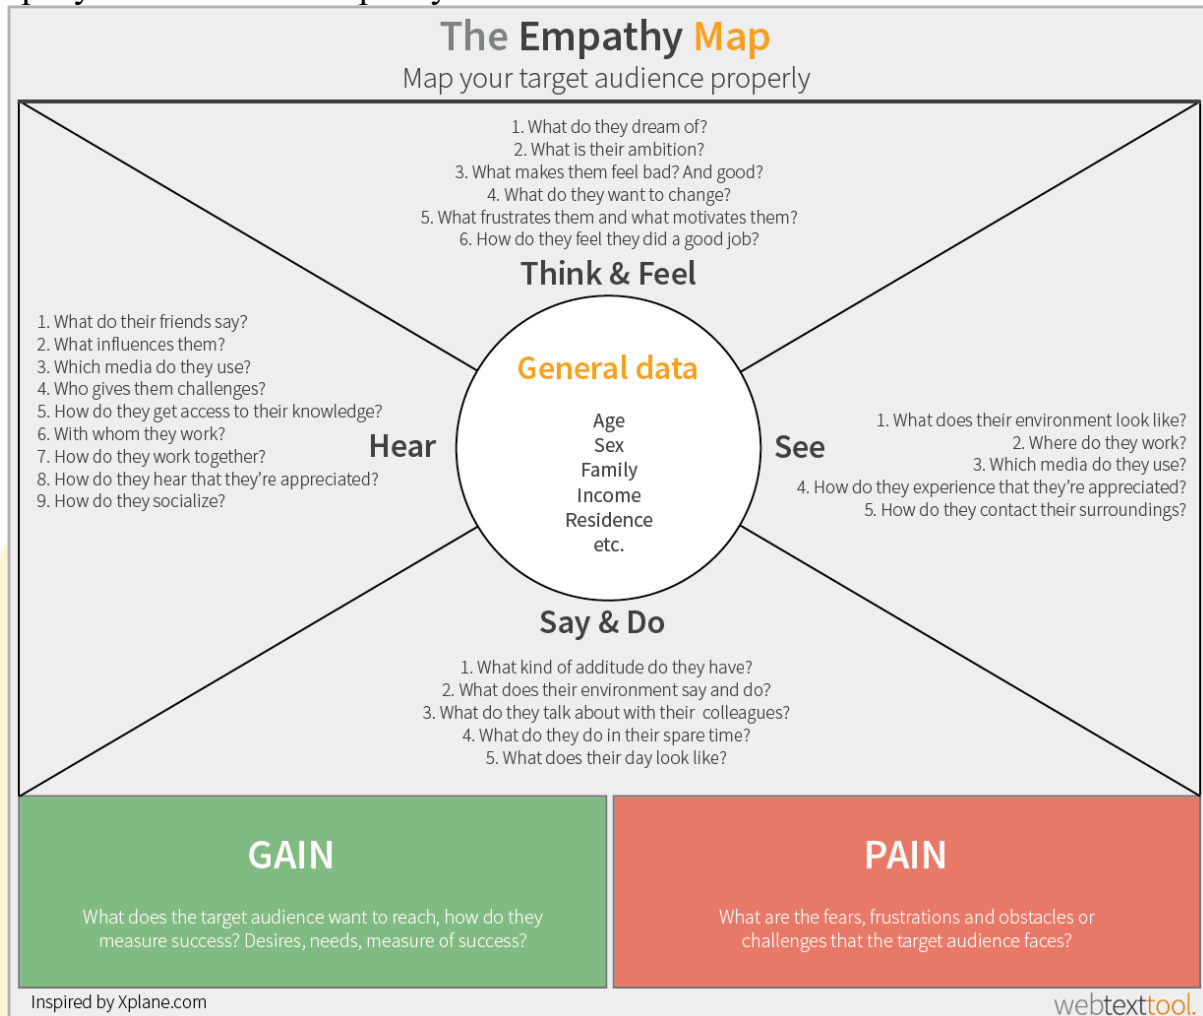 The Empathy Map
Map your target audience properly
1. What do they dream of?
2. What is their ambition?
3. What makes them feel bad? And good?
4. What do they want to change?
5. What frustrates them and what motivates them?
6. How do they feel they did a good job?
Think & Feel
1. What do their friends say?
2. What influences them?
3. Which media do they use?
4. Who gives them challenges?
5. How do they get access to their knowledge?
6. With whom they work?
7. How do they work together?
8. How do they hear that they're appreciated?
9. How do they socialize?
Hear
General data
Age
Sex
Family
Income
Residence
etc.
See
1. What does their environment look like?
2. Where do they work?
3. Which media do they use?
4. How do they experience that they're appreciated?
5. How do they contact their surroundings?
Say & Do
1. What kind of additude do they have?
2. What does their environment say and do?
3. What do they talk about with their colleagues?
4. What do they do in their spare time?
5. What does their day look like?
GAIN
What does the target audience want to reach, how do they
measure success? Desires, needs, measure of success?
PAIN
What are the fears, frustrations and obstacles or
challenges that the target audience faces?
Inspired by Xplane.com
webtexttool.